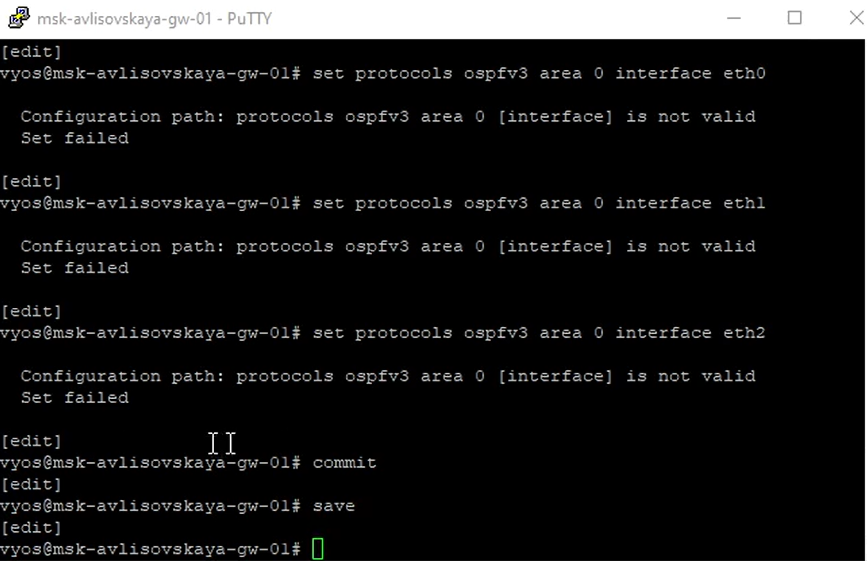 msk-avlisovskaya-gw-01 - PuTTY
[edit]
vyos@msk-avlisovskaya-gw-01# set protocols ospfv3 area 0 interface eth0
Configuration path: protocols ospfv3 area 0 [interface] is not valid
Set failed
[edit]
vyos@msk-avlisovskaya-gw-01# set protocols ospfv3 area 0 interface eth1
Configuration path: protocols ospfv3 area 0 [interface] is not valid
Set failed
[edit]
vyos@msk-avlisovskaya-gw-01# set protocols ospfv3 area 0 interface eth2
Configuration path: protocols ospfv3 area 0 [interface] is not valid
Set failed
[edit]
vyos@msk-avlisovskaya-gw-01# commit
[edit]
vyos@msk-avlisovskaya-gw-01# save
[edit]
vyos@msk-avlisovskaya-gw-01#